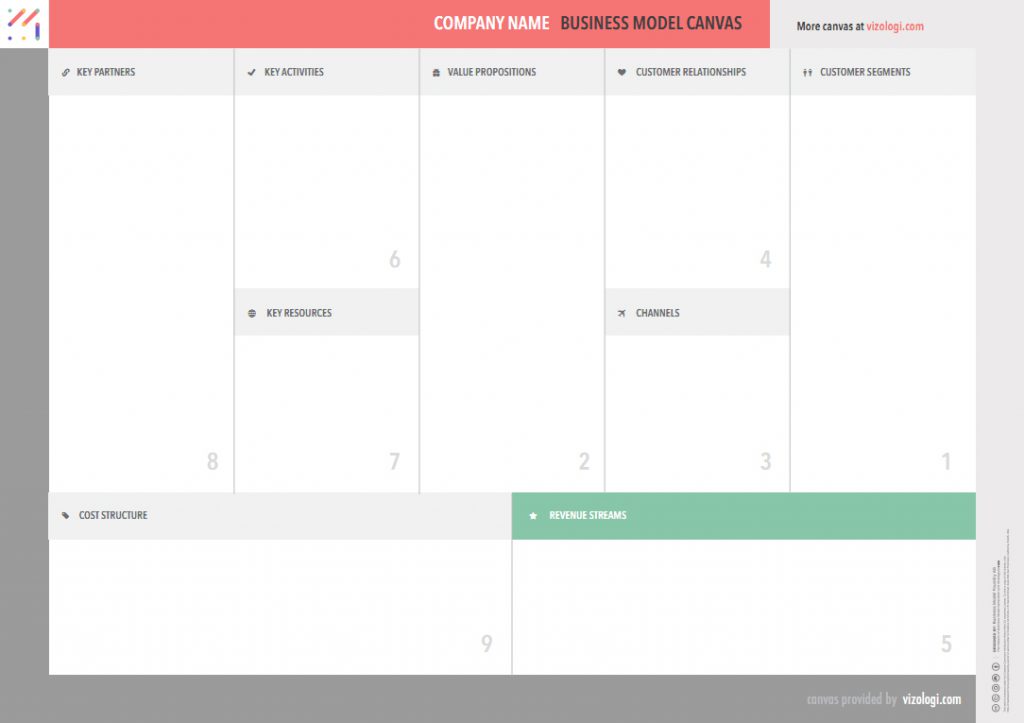 COMPANY NAME BUSINESS MODEL CANVAS
More canvas at vizologi.com
KEY PARTNERS
KEY ACTIVITIES
VALUE PROPOSITIONS
CUSTOMER RELATIONSHIPS
CUSTOMER SEGMENTS
6
4
KEY RESOURCES
CHANNELS
8
7
2
3
1
COST STRUCTURE
REVENUE STREAMS
9
5
canvas provided by vizologi.com